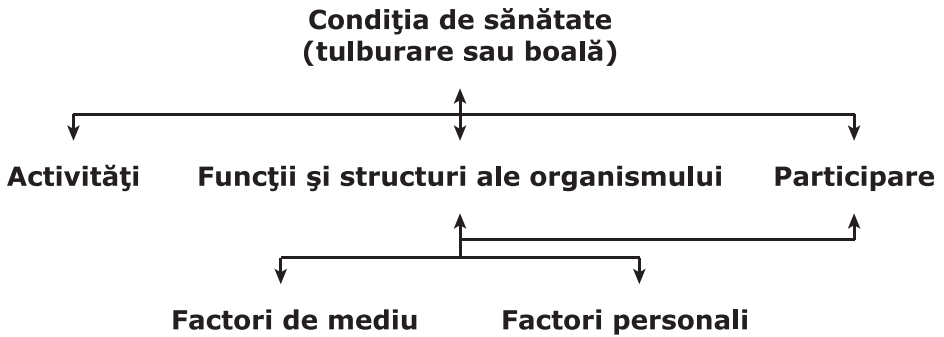 Condiţia de sănătate
(tulburare sau boală)
Activităţi Funcţii şi structuri ale organismului Participare
Factori de mediu Factori personali